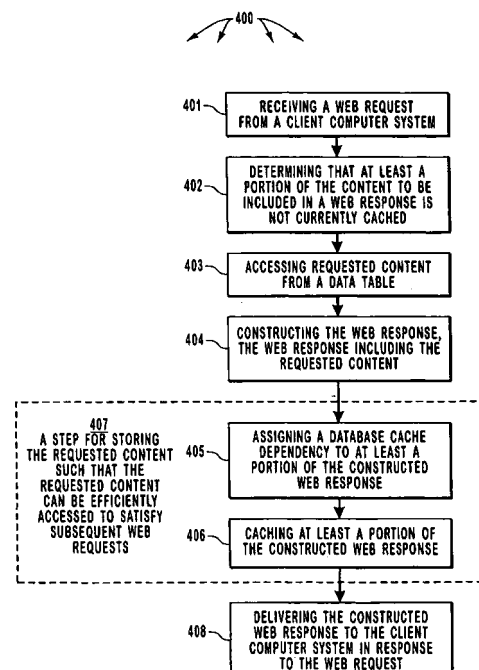 400
401
RECEIVING A WEB REQUEST
FROM A CLIENT COMPUTER SYSTEM
402
DETERMINING THAT AT LEAST A
PORTION OF THE CONTENT TO BE
INCLUDED IN A WEB RESPONSE IS
NOT CURRENTLY CACHED
403
ACCESSING REQUESTED CONTENT
FROM A DATA TABLE
404
CONSTRUCTING THE WEB RESPONSE,
THE WEB RESPONSE INCLUDING THE
REQUESTED CONTENT
407
A STEP FOR STORING
THE REQUESTED CONTENT
SUCH THAT THE
REQUESTED CONTENT
CAN BE EFFICIENTLY
ACCESSED TO SATISFY
SUBSEQUENT WEB
REQUESTS
405
ASSIGNING A DATABASE CACHE
DEPENDENCY TO AT LEAST A
PORTION OF THE CONSTRUCTED
WEB RESPONSE
406
CACHING AT LEAST A PORTION OF
THE CONSTRUCTED WEB RESPONSE
408
DELIVERING THE CONSTRUCTED
WEB RESPONSE TO THE CLIENT
COMPUTER SYSTEM IN RESPONSE
TO THE WEB REQUEST